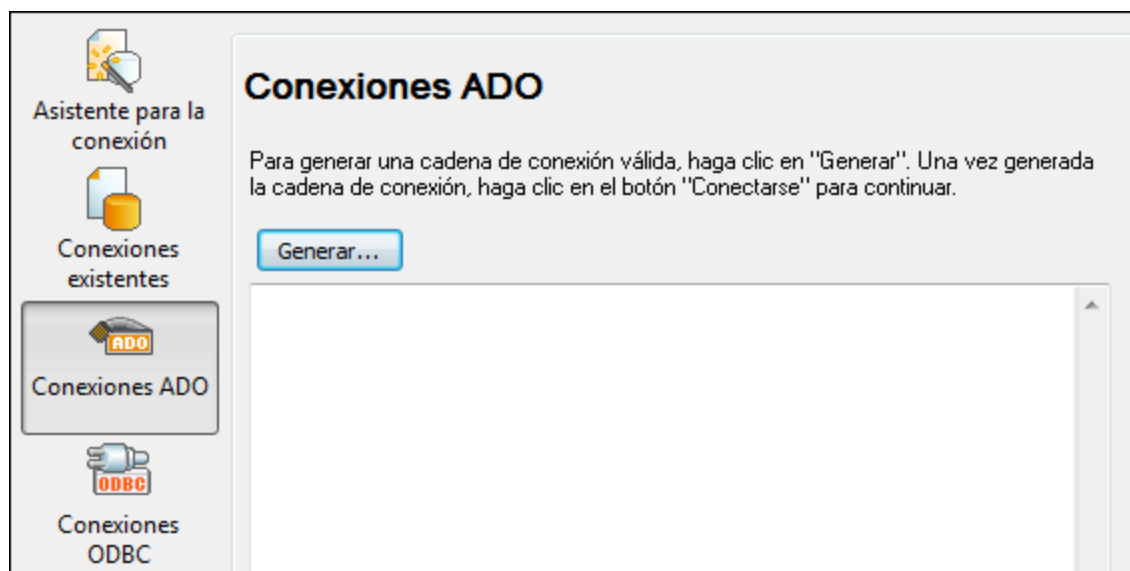 Asistente para la
conexión
Conexiones
existentes
ADO
Conexiones ADO
ODBC
Conexiones
ODBC
Conexiones ADO
Para generar una cadena de conexión válida, haga clic en "Generar". Una vez generada
la cadena de conexión, haga clic en el botón "Conectarse" para continuar.
Generar...